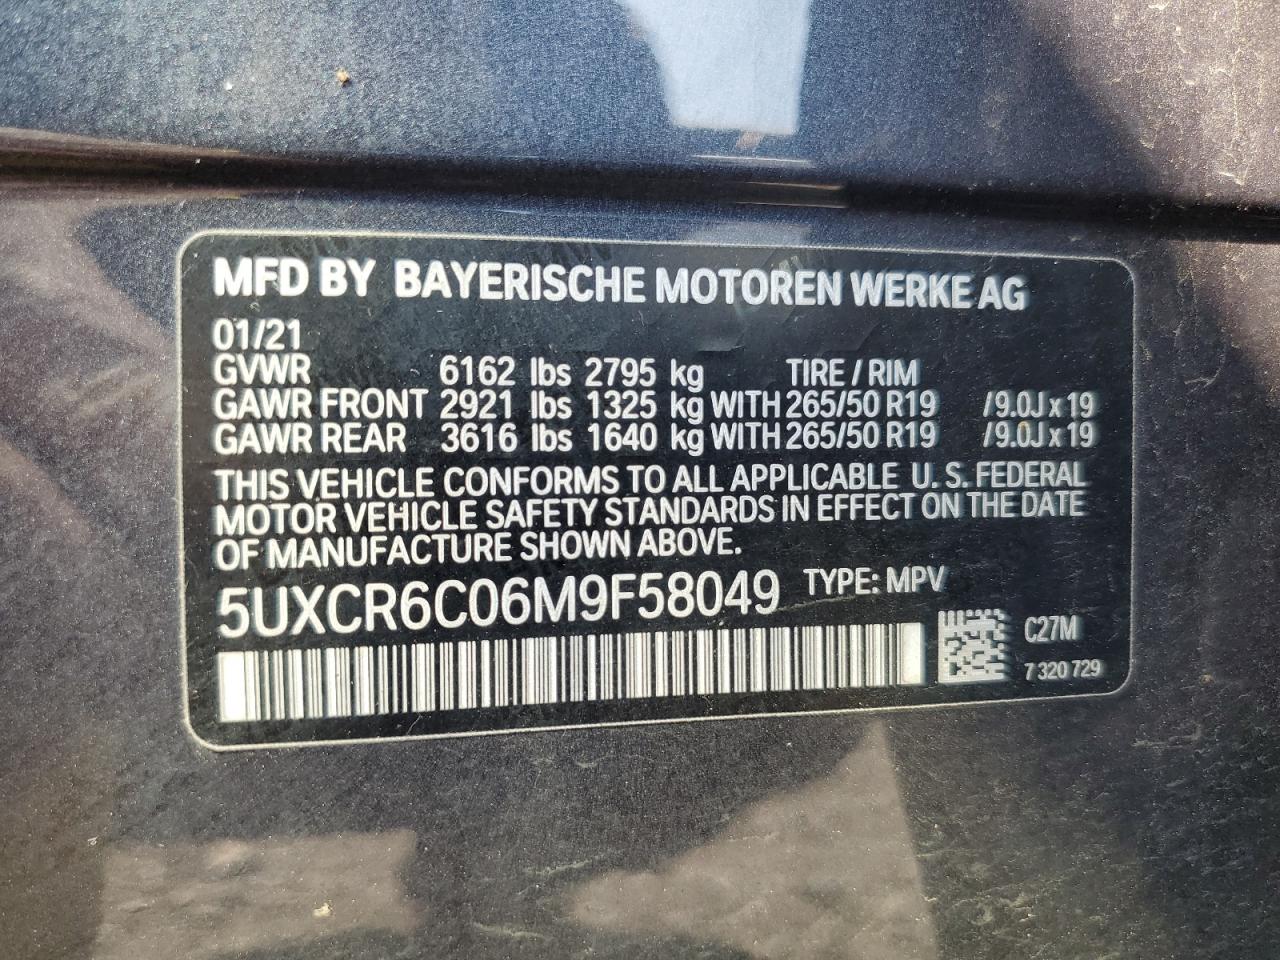 MFD BY BAYERISCHE MOTOREN WERKE AG
01/21
GVWR 6162 lbs 2795 kg TIRE / RIM
GAWR FRONT 2921 lbs 1325 kg WITH 265/50 R19 /9.0J x 19
GAWR REAR 3616 lbs 1640 kg WITH 265/50 R19 /9.0J x 19
THIS VEHICLE CONFORMS TO ALL APPLICABLE U. S. FEDERAL
MOTOR VEHICLE SAFETY STANDARDS IN EFFECT ON THE DATE
OF MANUFACTURE SHOWN ABOVE.
5UXCR6C06M9F58049 TYPE: MPV
C27M
7 320 729